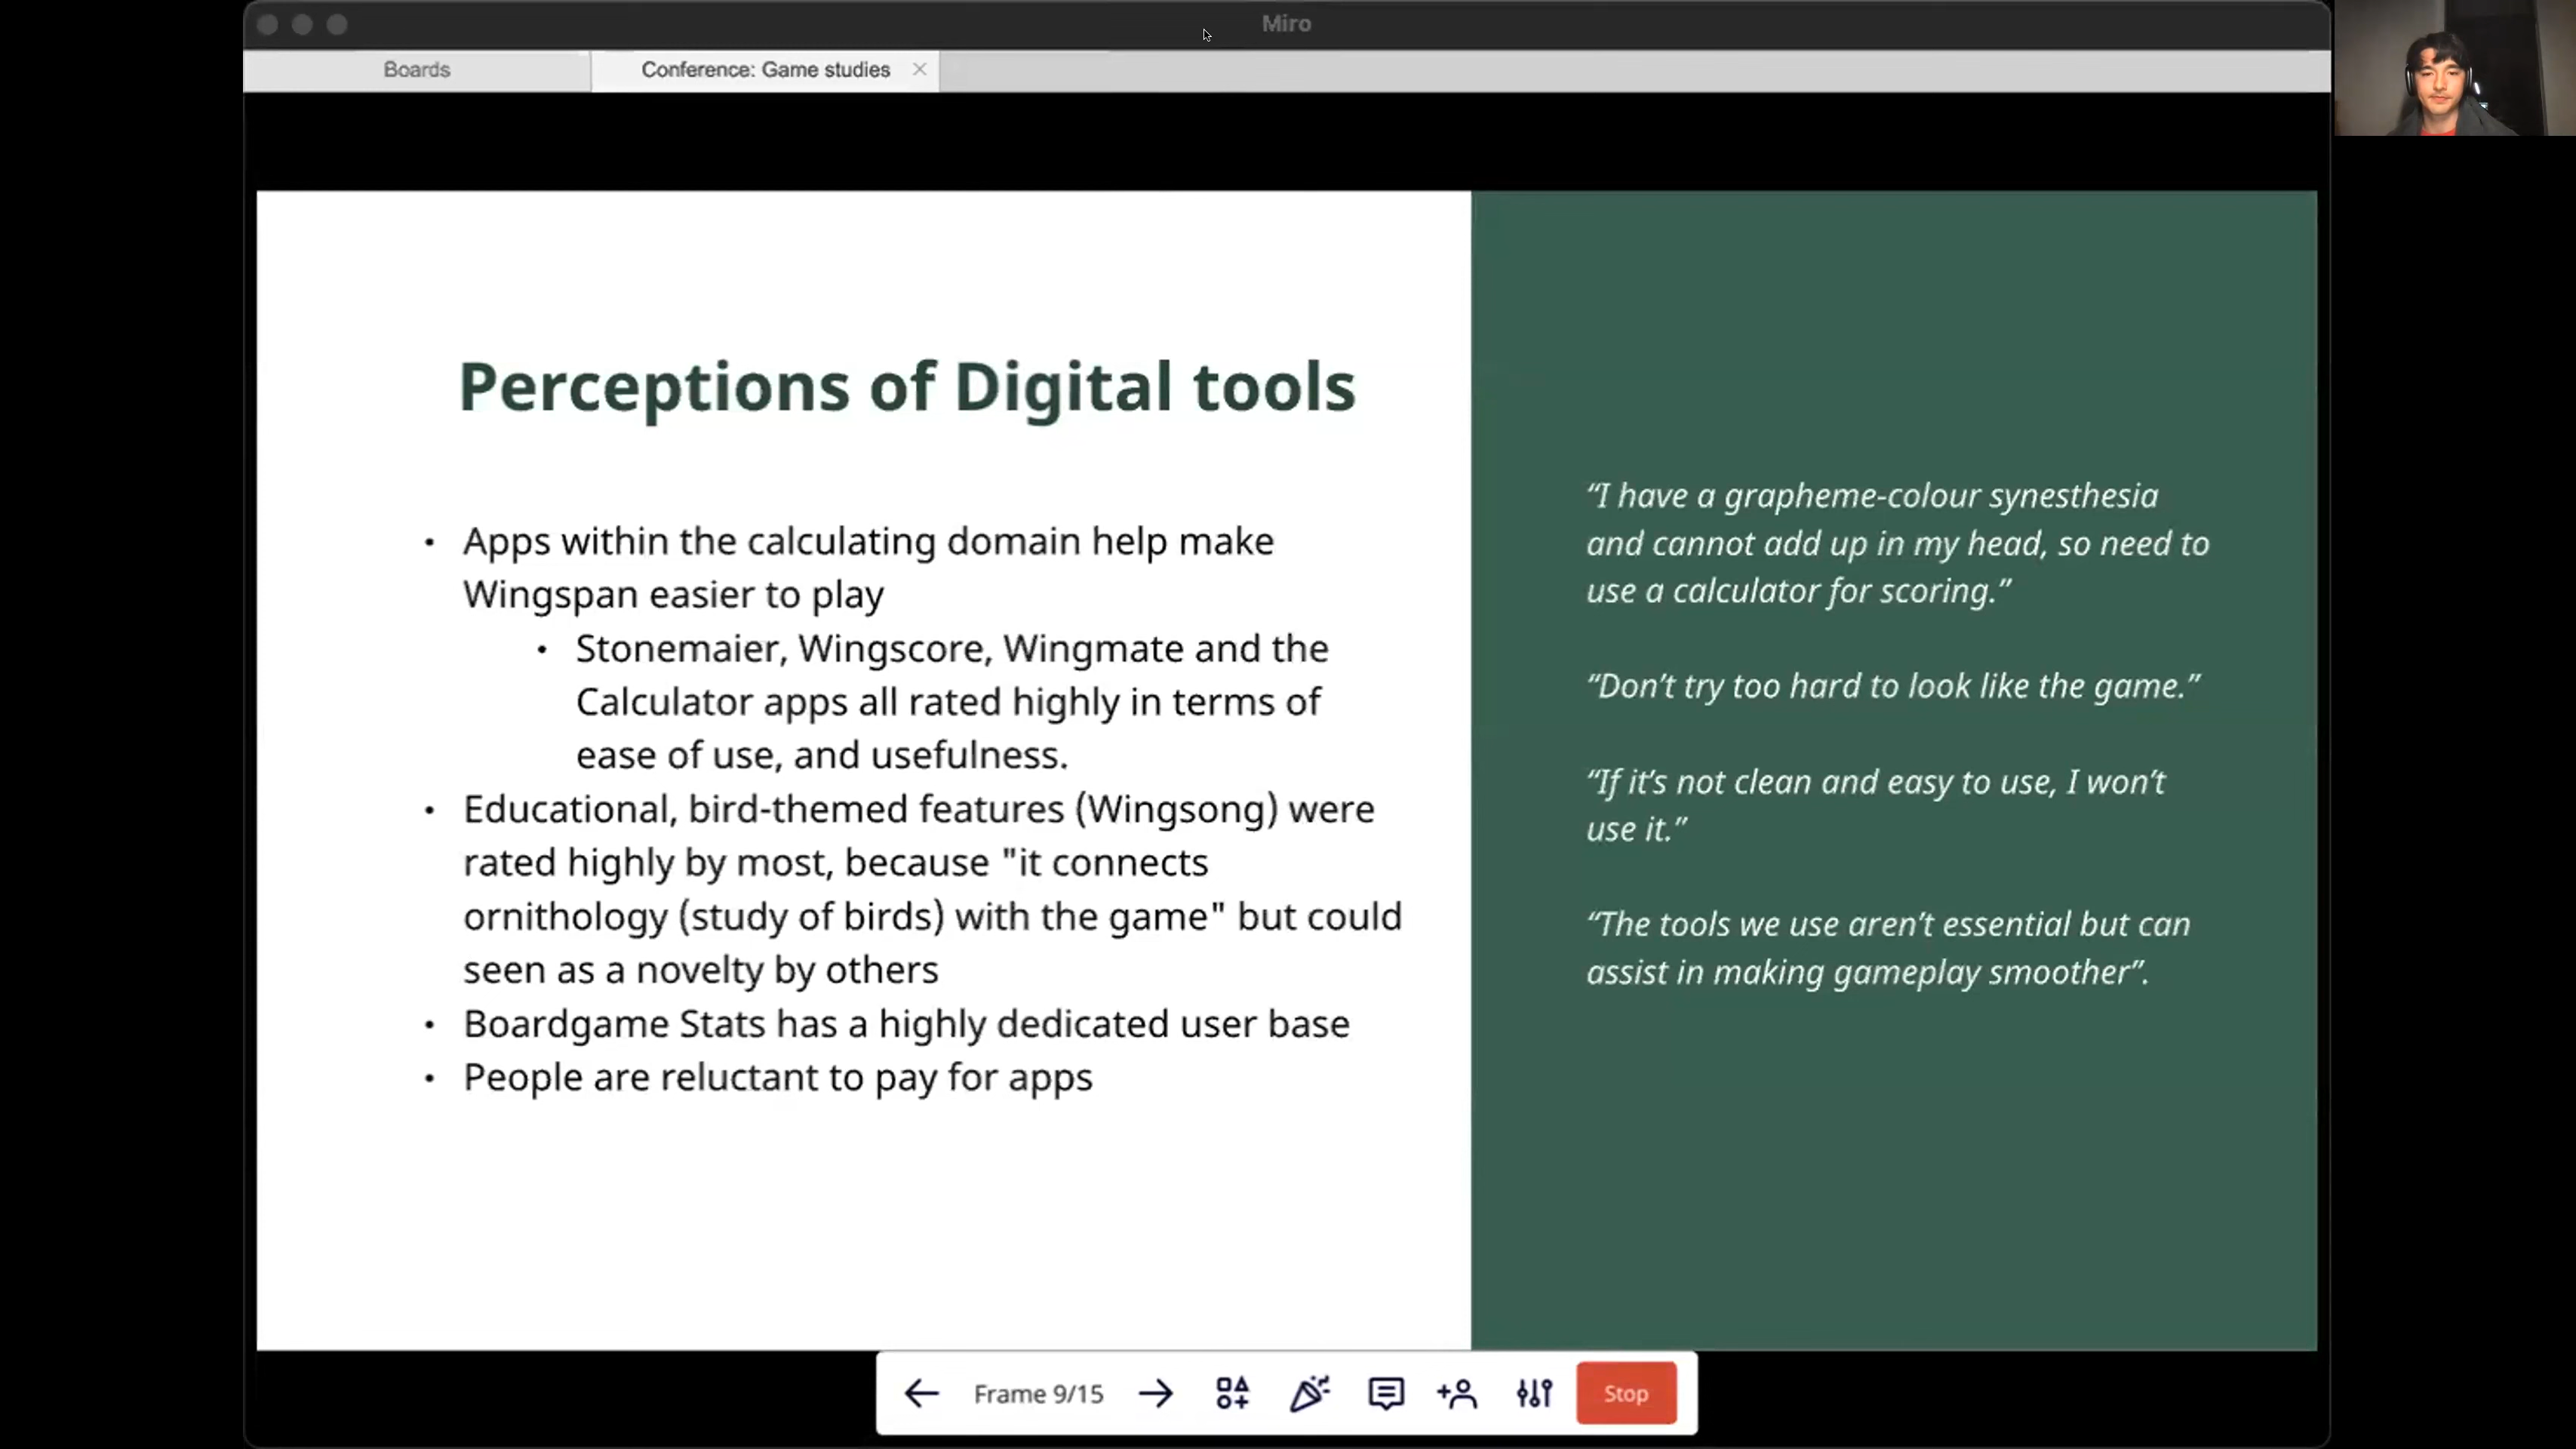 Miro
Boards
Conference: Game studies
Perceptions of Digital tools
• Apps within the calculating domain help make
Wingspan easier to play
• Stonemaier, Wingscore, Wingmate and the
Calculator apps all rated highly in terms of
ease of use, and usefulness.
• Educational, bird-themed features (Wingsong) were
rated highly by most, because "it connects
ornithology (study of birds) with the game" but could
seen as a novelty by others
• Boardgame Stats has a highly dedicated user base
• People are reluctant to pay for apps
“I have a grapheme-colour synesthesia
and cannot add up in my head, so need to
use a calculator for scoring.”
“Don’t try too hard to look like the game.”
“If it’s not clean and easy to use, I won’t
use it.”
“The tools we use aren’t essential but can
assist in making gameplay smoother”.
Frame 9/15
Stop